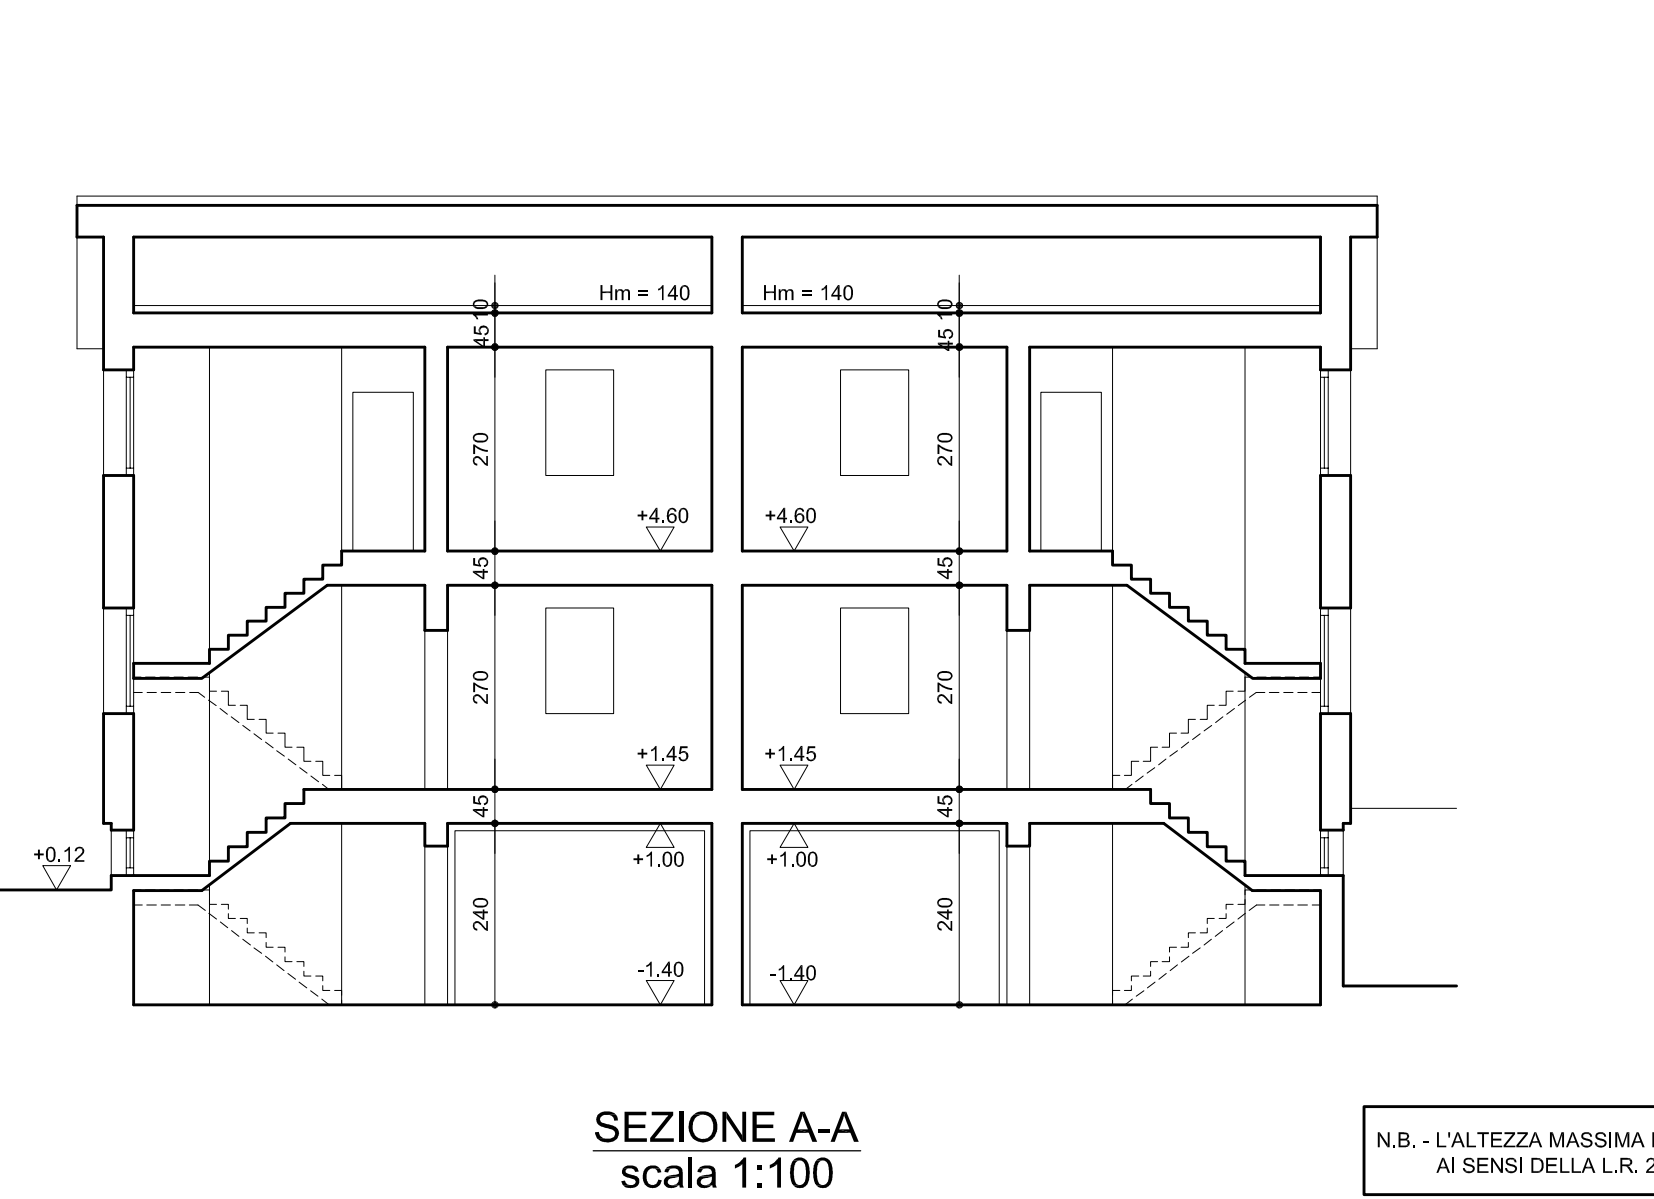 Hm = 140 Hm = 140
10 10
45 45
270 270
+4.60 +4.60
45 45
270 270
+1.45 +1.45
45 45
+0.12 +1.00 +1.00
240 240
-1.40 -1.40
SEZIONE A-A
scala 1:100
N.B. - L'ALTEZZA MASSIMA
AI SENSI DELLA L.R. 2